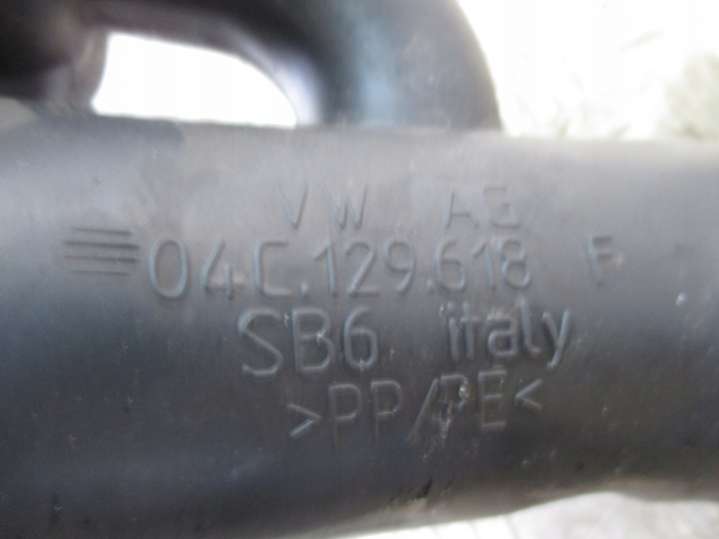 VW AG
04C.129.618 F
SB6 italy
>PP/PE<